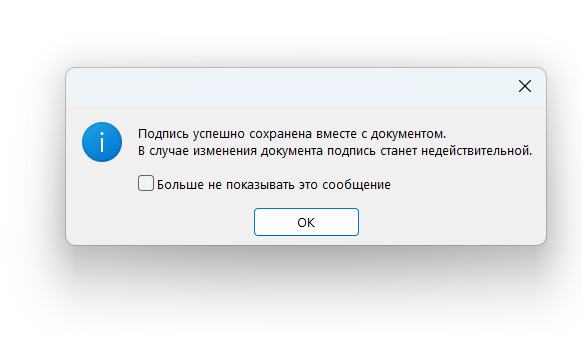 Подпись успешно сохранена вместе с документом.
В случае изменения документа подпись станет недействительной.
Больше не показывать это сообщение
OK